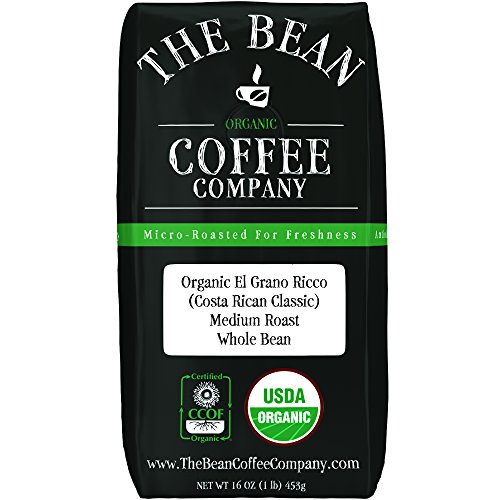 THE BEAN
ORGANIC
COFFEE
COMPANY
Micro-Roasted For Freshness
Organic El Grano Ricco
(Costa Rican Classic)
Medium Roast
Whole Bean
Certified
CCOF
Organic
USDA
ORGANIC
www.TheBeanCoffeeCompany.com
NET WT 16 OZ (1 lb) 453g